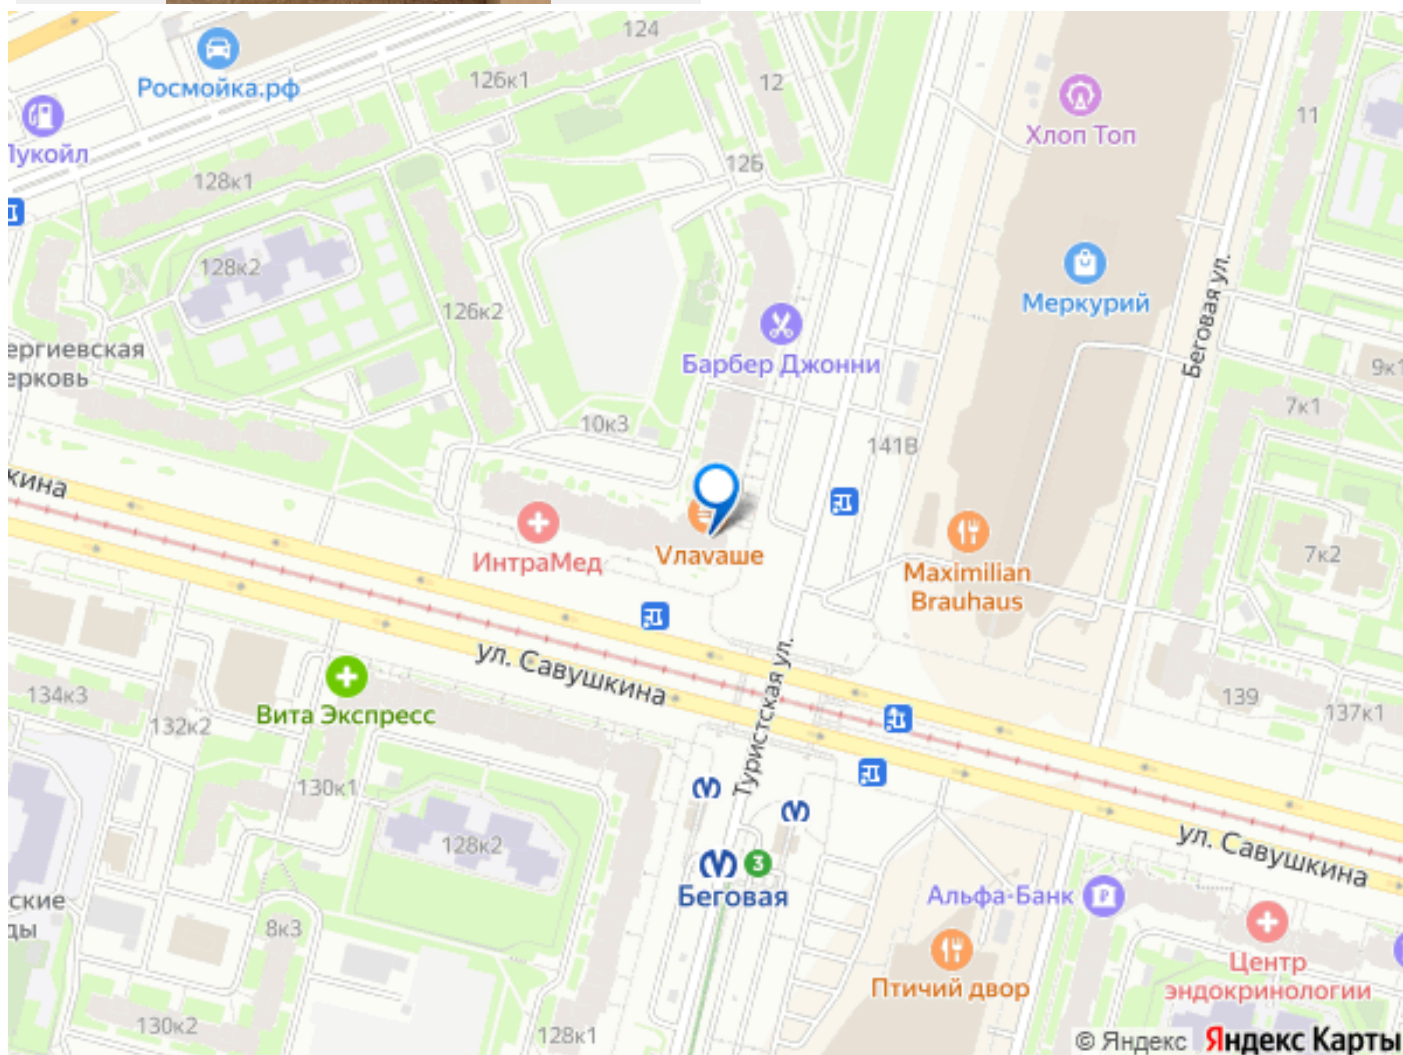 124
126к1
12
Росмойка.рф
Лукойл
Хлоп Топ
11
12Б
128к1
128к2
126к2
Меркурий
Беговая ул.
ергиевская
ерковь
Барбер Джонни
9к1
7к1
10к3
141В
кина
ИнтраМед
Vлаvаше
Maximilian
Brauhaus
7к2
ул. Савушкина
Туристская ул.
134к3
132к2
Вита Экспресс
139
137к1
130к1
128к2
3
Беговая
ул. Савушкина
Альфа-Банк
ские
ды
8к3
Птичий двор
Центр
эндокринологии
130к2
128к1
© Яндекс Яндекс Карты